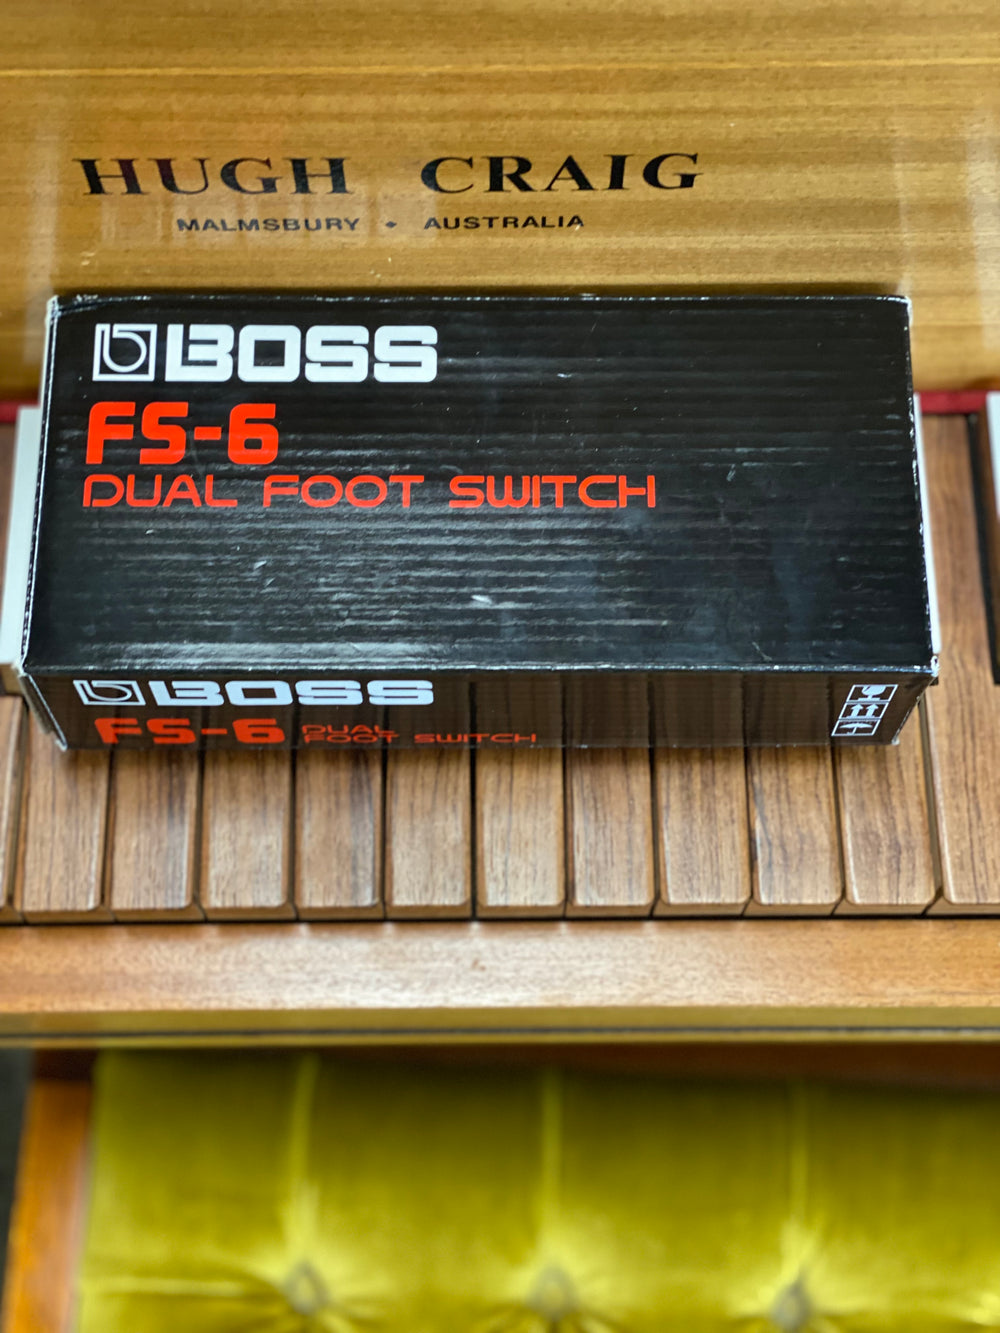 HUGH CRAIG
MALMSBURY • AUSTRALIA
BOSS
FS-6
DUAL FOOT SWITCH
BOSS
FS-6 DUAL FOOT SWITCH